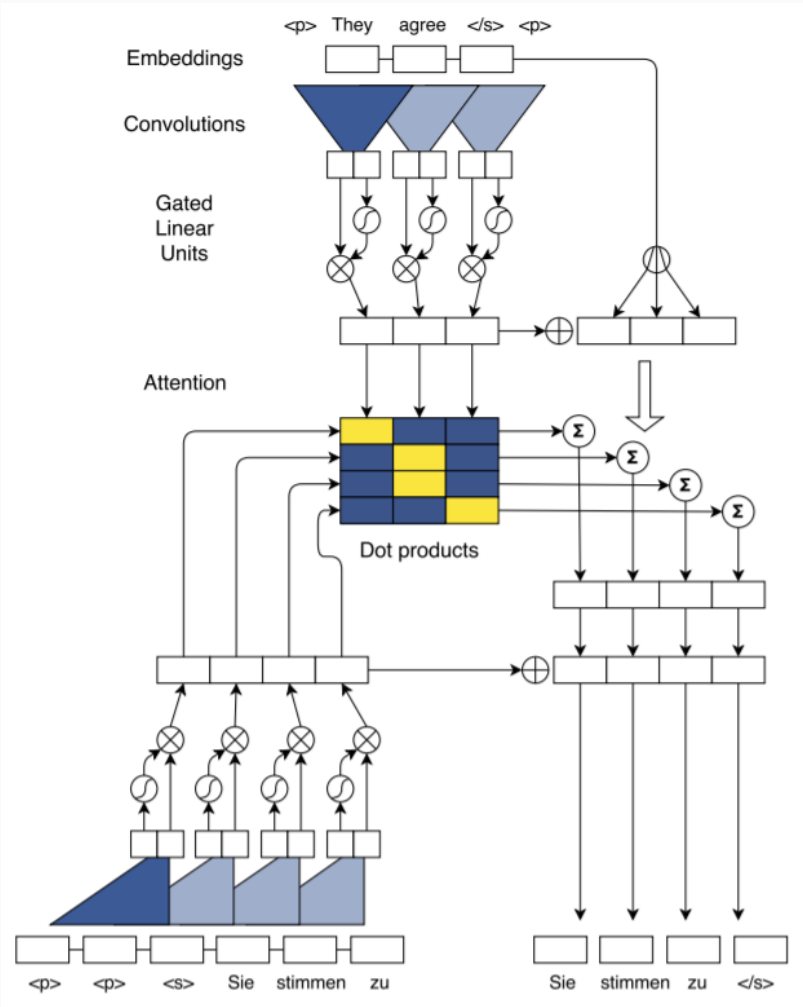 <p> They agree </s> <p>
Embeddings
Convolutions
Gated
Linear
Units
Attention
Σ
Σ
Σ
Σ
Dot products
<p> <p> <s> Sie stimmen zu
Sie stimmen zu </s>